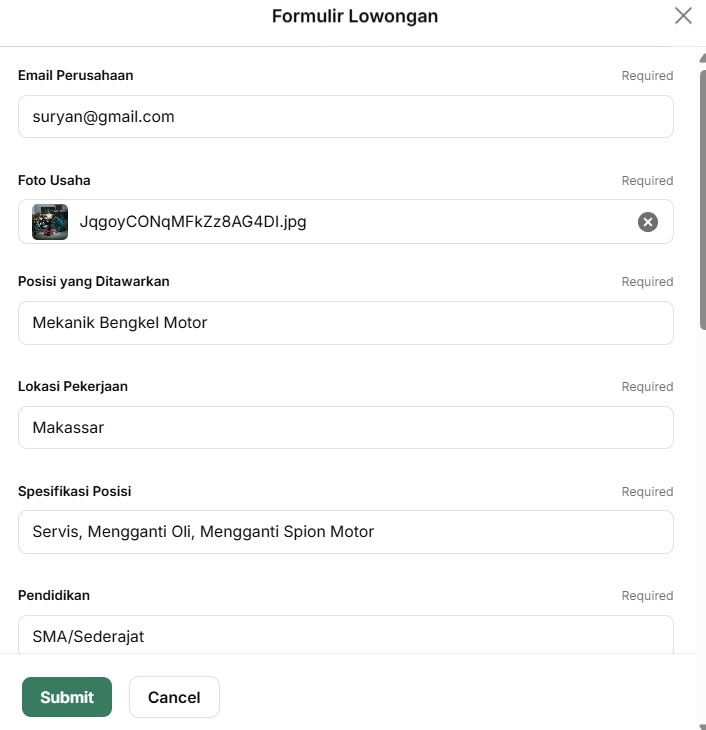 Formulir Lowongan
Email Perusahaan Required
suryan@gmail.com
Foto Usaha Required
JqgoyCONqMFkZz8AG4DI.jpg
Posisi yang Ditawarkan Required
Mekanik Bengkel Motor
Lokasi Pekerjaan Required
Makassar
Spesifikasi Posisi Required
Servis, Mengganti Oli, Mengganti Spion Motor
Pendidikan Required
SMA/Sederajat
Submit Cancel